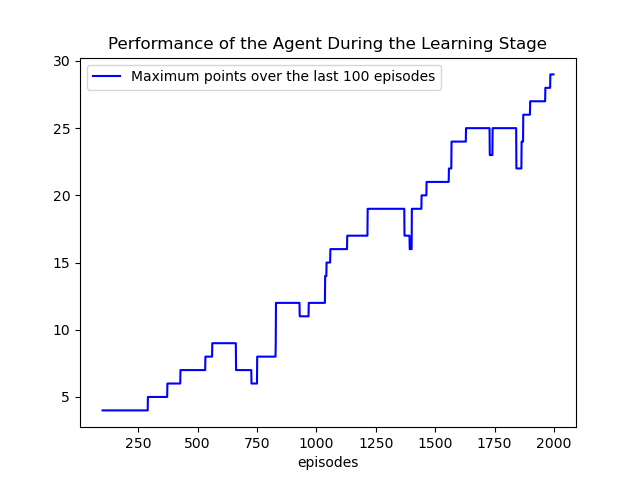 Performance of the Agent During the Learning Stage
Maximum points over the last 100 episodes
30
25
20
15
10
5
250 500 750 1000 1250 1500 1750 2000
episodes